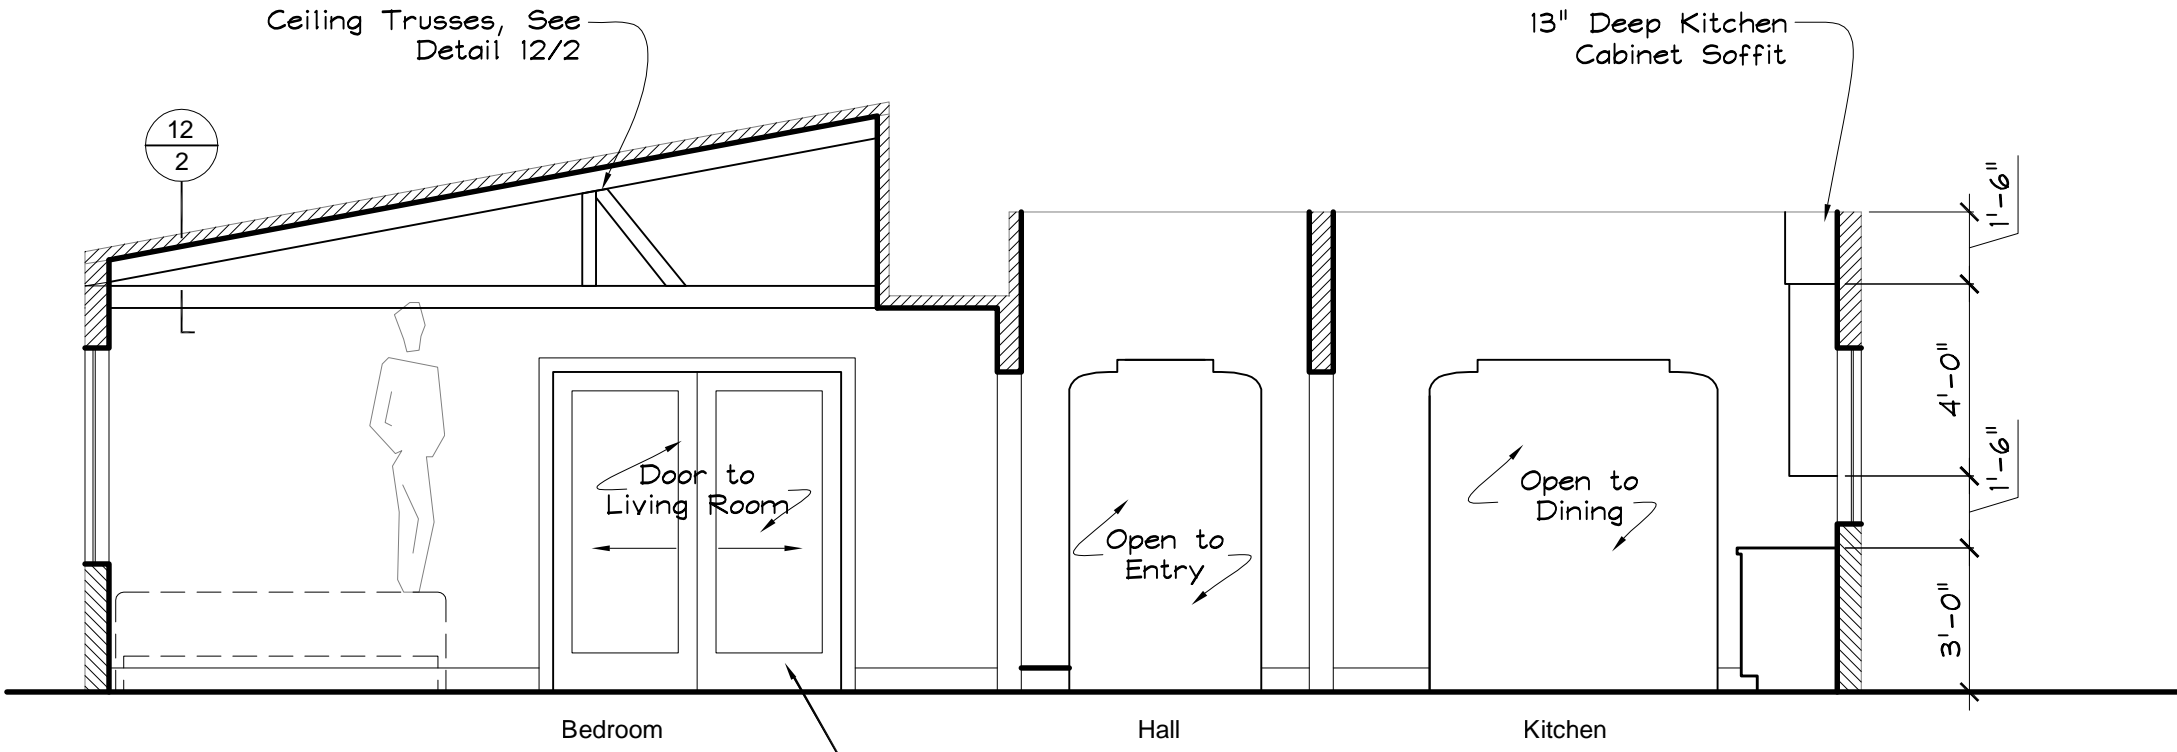 Ceiling Trusses, See
Detail 12/2
13" Deep Kitchen
Cabinet Soffit
12
2
1'-6"
4'-0"
1'-6"
3'-0"
Door to
Living Room
Open to
Entry
Open to
Dining
Bedroom
Hall
Kitchen